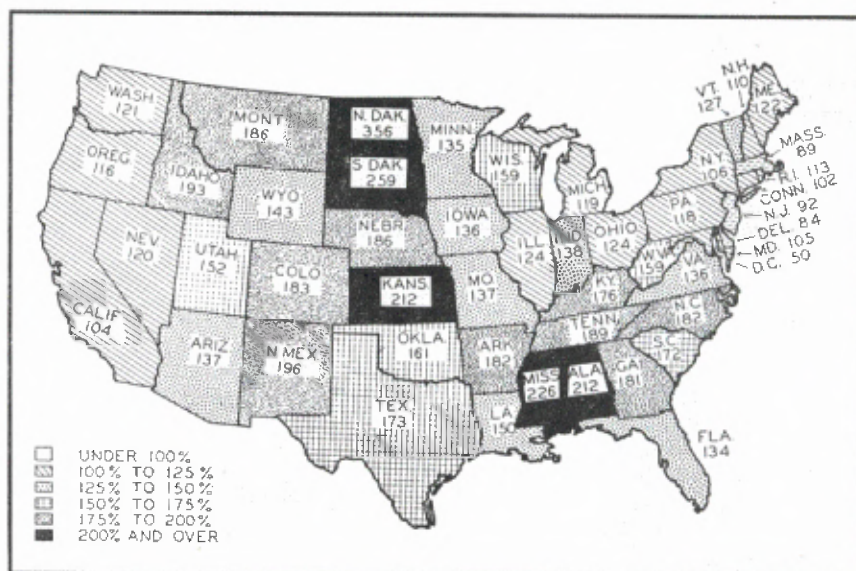 WASH.
121
OREG.
116
CALIF.
104
NEV.
120
IDAHO
193
MONT.
186
WYO.
143
UTAH
152
ARIZ.
137
COLO.
183
N MEX.
196
N. DAK.
356
S DAK.
259
NEBR.
186
KANS.
212
OKLA.
161
TEX.
173
MINN.
135
IOWA
136
MO.
137
ARK.
182
LA.
150
WIS.
159
ILL.
124
MICH.
119
IND.
138
OHIO
124
KY.
176
TENN.
189
MISS.
226
ALA.
212
GA.
181
FLA.
134
S.C.
172
N.C.
182
VA.
136
W.VA.
159
PA.
118
N.Y.
106
VT.
127
N.H.
110
ME.
122
MASS.
89
R.I. 113
CONN. 102
N.J. 92
DEL. 84
MD. 105
D.C. 50
UNDER 100%
100% TO 125%
125% TO 150%
150% TO 175%
175% TO 200%
200% AND OVER